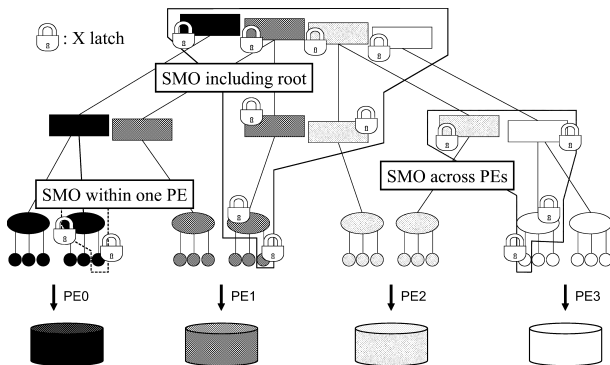 : X latch
SMO including root
SMO within one PE
SMO across PEs
PE0
PE1
PE2
PE3